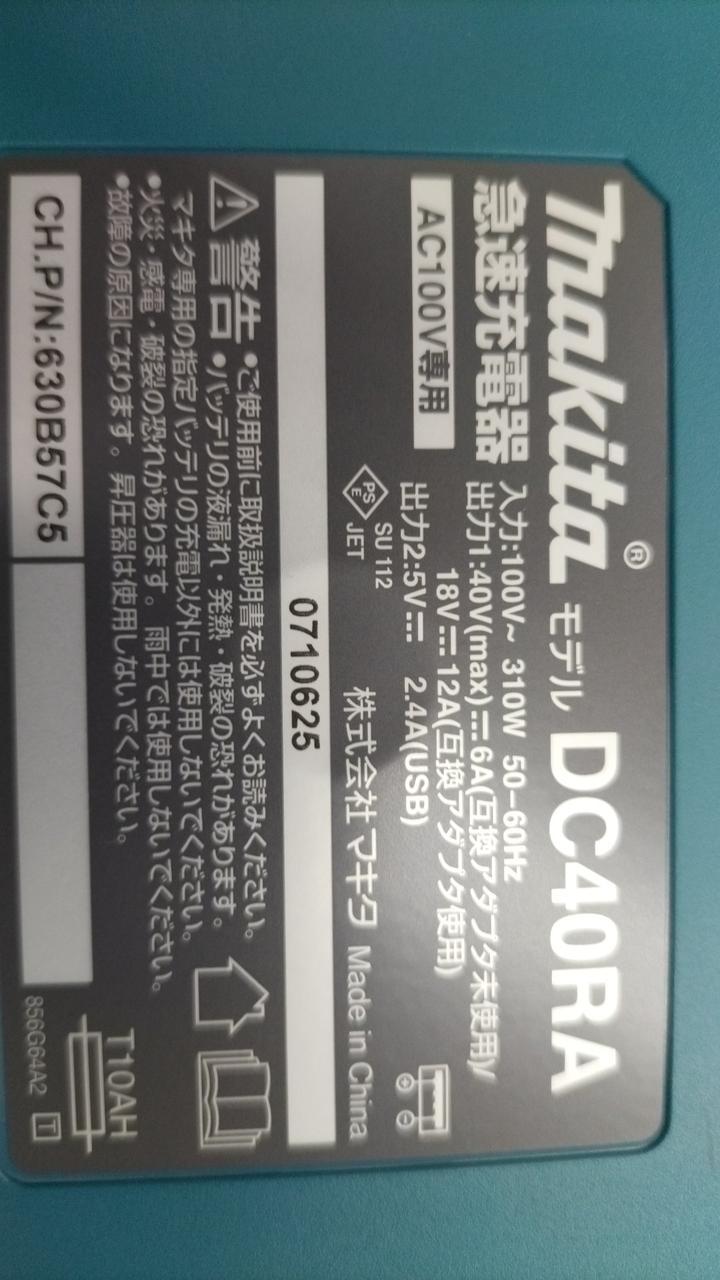 makita® モデル DC40RA
急速充電器
AC100V専用
入力:100V~ 310W 50–60Hz
出力1:40V(max)⎓6A(互換アダプタ未使用)/
18V⎓12A(互換アダプタ使用)
出力2:5V⎓ 2.4A(USB)
PS
E
SU 112
JET
株式会社 マキタ Made in China
0710625
警告 •ご使用前に取扱説明書を必ずよくお読みください。
•バッテリの液漏れ・発熱・破裂の恐れがあります。
マキタ専用の指定バッテリの充電以外には使用しないでください。
•火災・感電・破裂の恐れがあります。雨中では使用しないでください。
•故障の原因になります。昇圧器は使用しないでください。
T10AH
CH.P/N:630B57C5
856G64A2 T